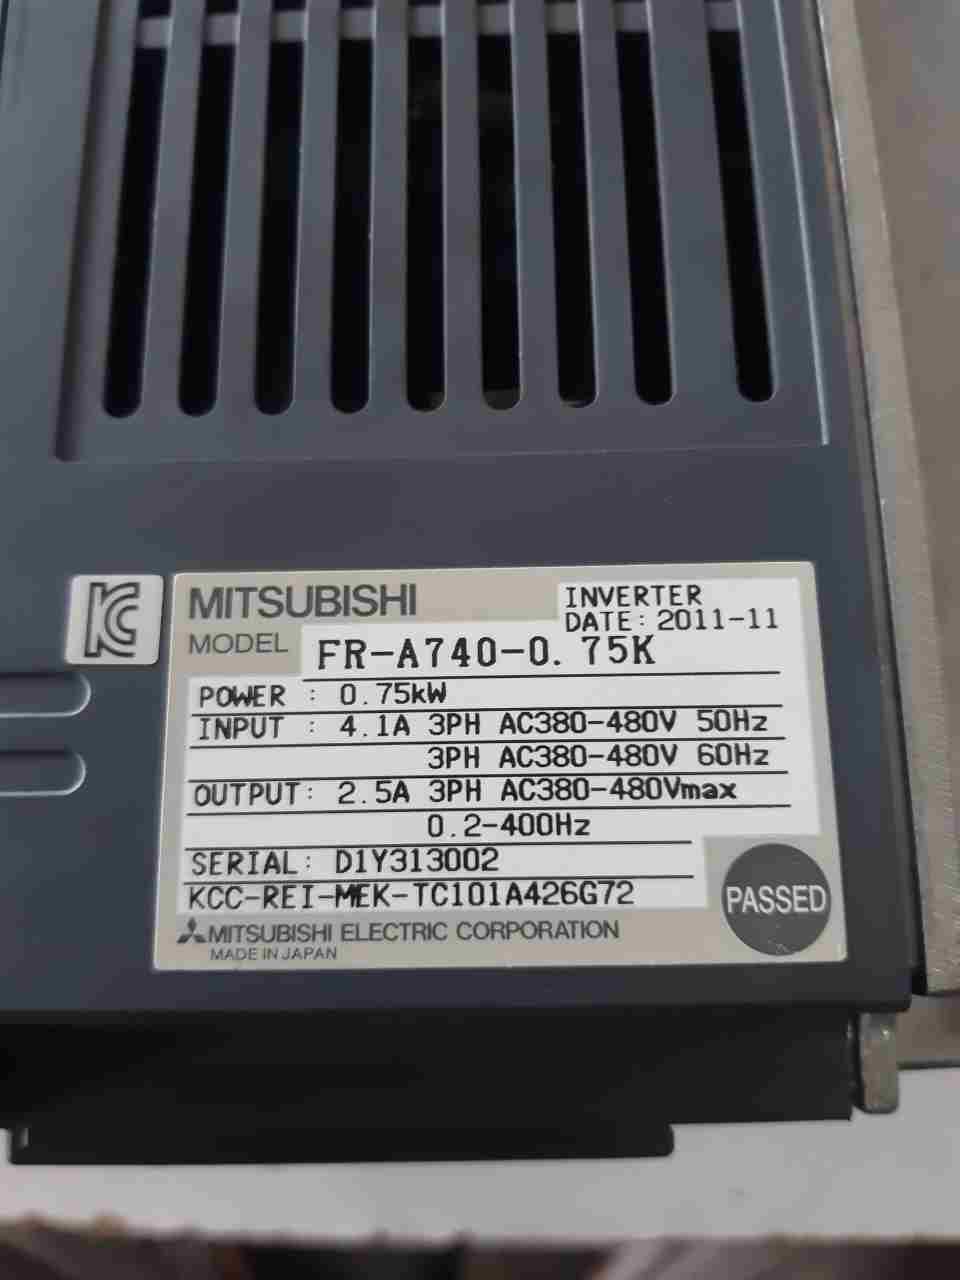 KC
MITSUBISHI
INVERTER
DATE: 2011-11
MODEL FR-A740-0.75K
POWER : 0.75kW
INPUT : 4.1A 3PH AC380-480V 50Hz
3PH AC380-480V 60Hz
OUTPUT: 2.5A 3PH AC380-480Vmax
0.2-400Hz
SERIAL: D1Y313002
KCC-REI-MEK-TC101A426G72
PASSED
MITSUBISHI ELECTRIC CORPORATION
MADE IN JAPAN